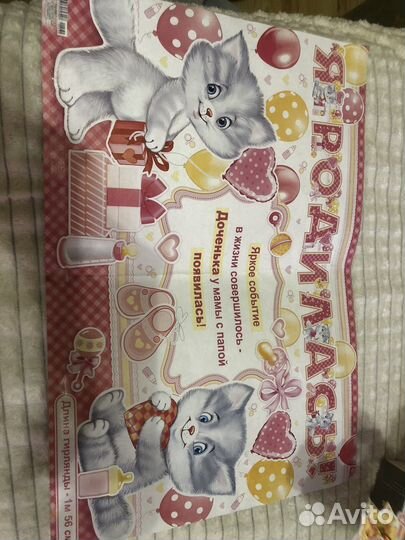 Я РОДИЛАСЬ!
Яркое событие
в жизни совершилось -
Доченька у мамы с папой
появилась!
Длина гирлянды - 1м 56 см
Avito